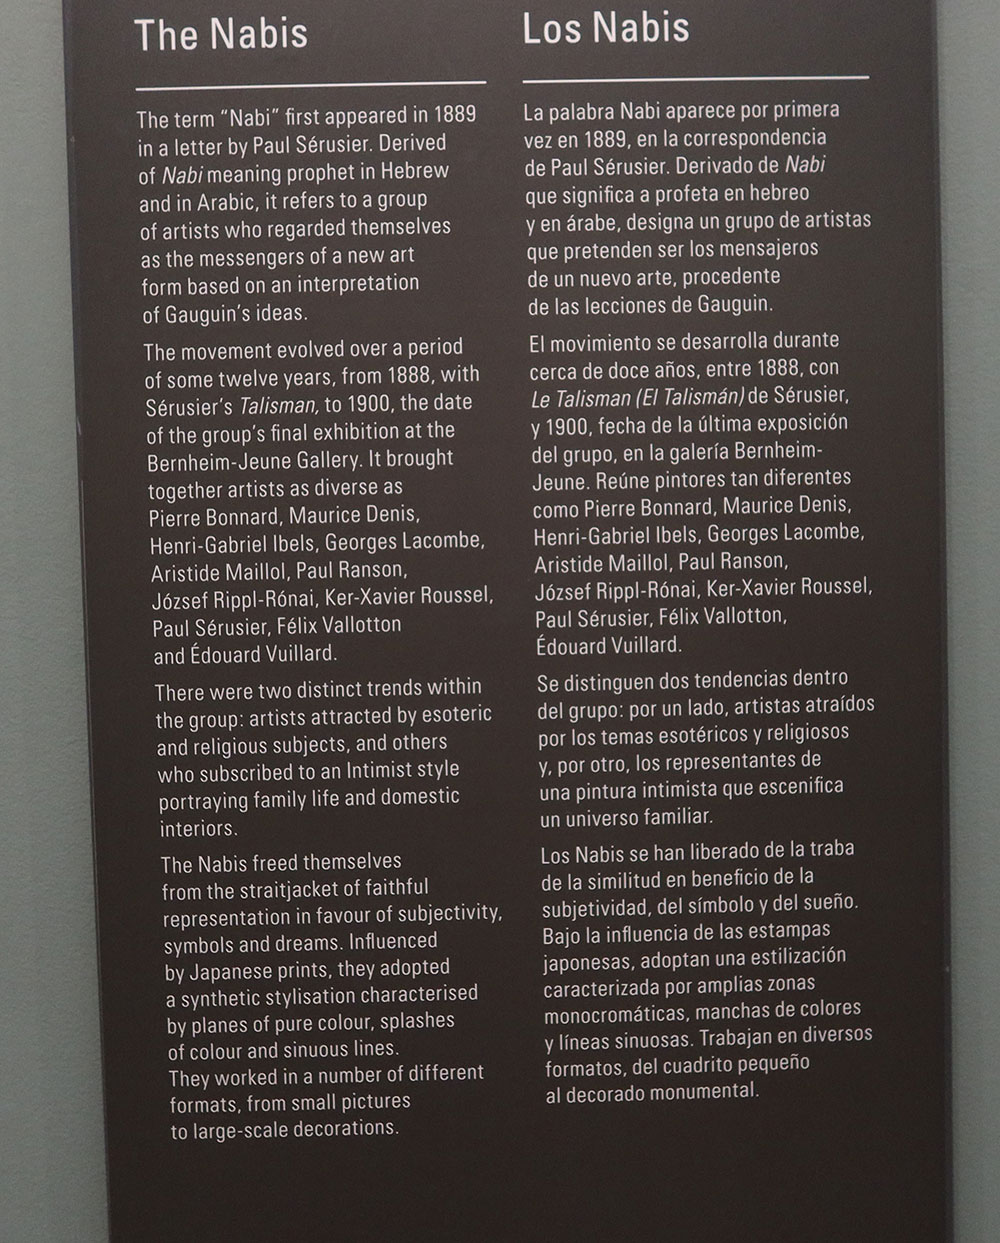 The Nabis
The term “Nabi” first appeared in 1889
in a letter by Paul Sérusier. Derived
of Nabi meaning prophet in Hebrew
and in Arabic, it refers to a group
of artists who regarded themselves
as the messengers of a new art
form based on an interpretation
of Gauguin’s ideas.
The movement evolved over a period
of some twelve years, from 1888, with
Sérusier’s Talisman, to 1900, the date
of the group’s final exhibition at the
Bernheim-Jeune Gallery. It brought
together artists as diverse as
Pierre Bonnard, Maurice Denis,
Henri-Gabriel Ibels, Georges Lacombe,
Aristide Maillol, Paul Ranson,
József Rippl-Rónai, Ker-Xavier Roussel,
Paul Sérusier, Félix Vallotton
and Édouard Vuillard.
There were two distinct trends within
the group: artists attracted by esoteric
and religious subjects, and others
who subscribed to an Intimist style
portraying family life and domestic
interiors.
The Nabis freed themselves
from the straitjacket of faithful
representation in favour of subjectivity,
symbols and dreams. Influenced
by Japanese prints, they adopted
a synthetic stylisation characterised
by planes of pure colour, splashes
of colour and sinuous lines.
They worked in a number of different
formats, from small pictures
to large-scale decorations.
Los Nabis
La palabra Nabi aparece por primera
vez en 1889, en la correspondencia
de Paul Sérusier. Derivado de Nabi
que significa a profeta en hebreo
y en árabe, designa un grupo de artistas
que pretenden ser los mensajeros
de un nuevo arte, procedente
de las lecciones de Gauguin.
El movimiento se desarrolla durante
cerca de doce años, entre 1888, con
Le Talisman (El Talismán) de Sérusier,
y 1900, fecha de la última exposición
del grupo, en la galería Bernheim-
Jeune. Reúne pintores tan diferentes
como Pierre Bonnard, Maurice Denis,
Henri-Gabriel Ibels, Georges Lacombe,
Aristide Maillol, Paul Ranson,
József Rippl-Rónai, Ker-Xavier Roussel,
Paul Sérusier, Félix Vallotton,
Édouard Vuillard.
Se distinguen dos tendencias dentro
del grupo: por un lado, artistas atraídos
por los temas esotéricos y religiosos
y, por otro, los representantes de
una pintura intimista que escenifica
un universo familiar.
Los Nabis se han liberado de la traba
de la similitud en beneficio de la
subjetividad, del símbolo y del sueño.
Bajo la influencia de las estampas
japonesas, adoptan una estilización
caracterizada por amplias zonas
monocromáticas, manchas de colores
y líneas sinuosas. Trabajan en diversos
formatos, del cuadrito pequeño
al decorado monumental.